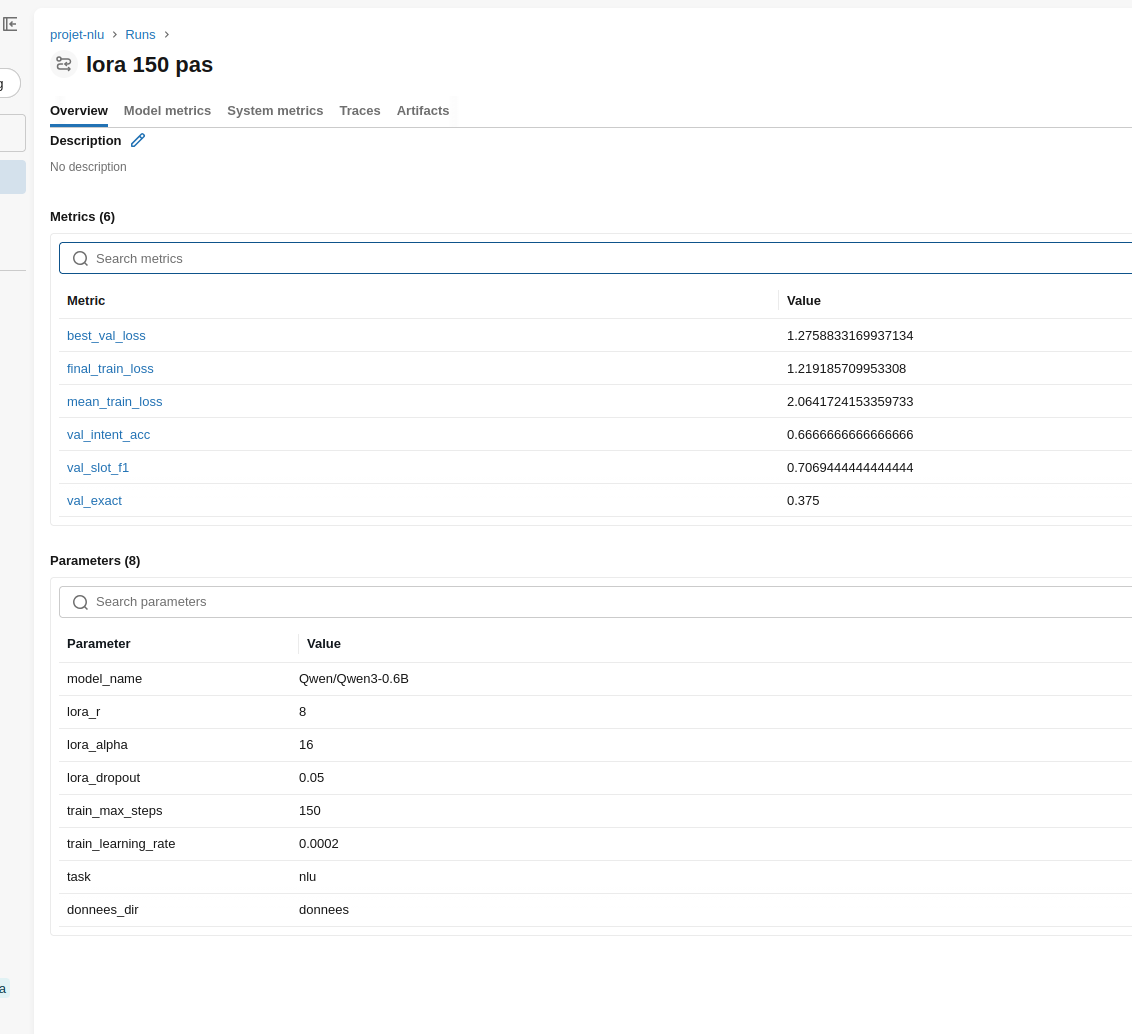 projet-nlu > Runs >
g
lora 150 pas
Overview Model metrics System metrics Traces Artifacts
Description
No description
Metrics (6)
Search metrics
Metric Value
best_val_loss 1.2758833169937134
final_train_loss 1.219185709953308
mean_train_loss 2.0641724153359733
val_intent_acc 0.6666666666666666
val_slot_f1 0.7069444444444444
val_exact 0.375
Parameters (8)
Search parameters
Parameter Value
model_name Qwen/Qwen3-0.6B
lora_r 8
lora_alpha 16
lora_dropout 0.05
train_max_steps 150
train_learning_rate 0.0002
task nlu
donnees_dir donnees
a